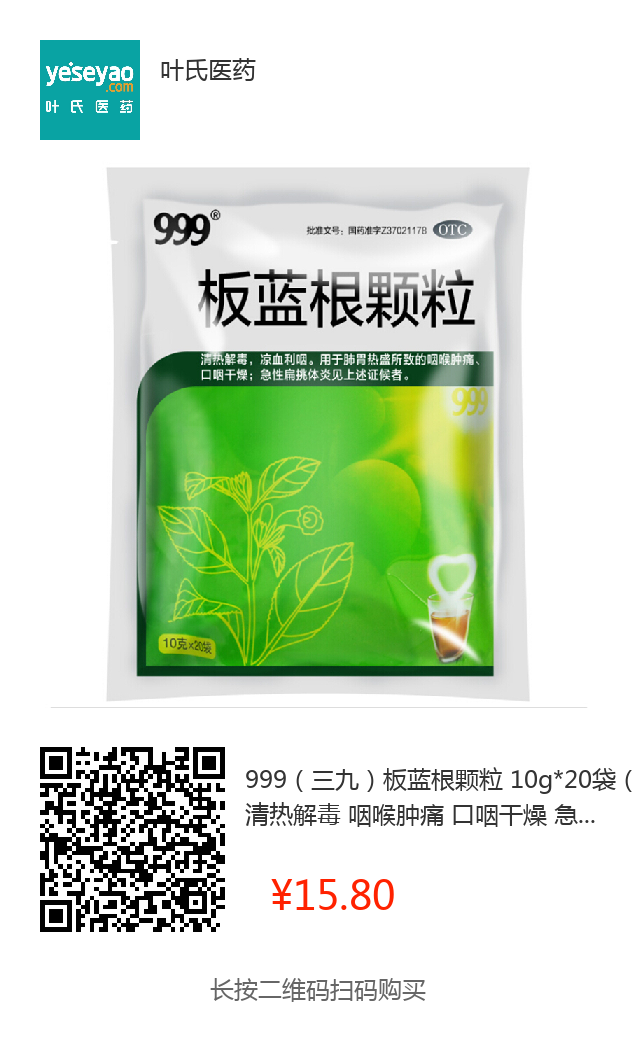 yeseyao
.com
叶氏医药
叶氏医药
999®
批准文号：国药准字Z37021178
OTC
板蓝根颗粒
清热解毒，凉血利咽。用于肺胃热盛所致的咽喉肿痛、
口咽干燥；急性扁挑体炎见上述证候者。
999
10克×20袋
999（三九）板蓝根颗粒 10g*20袋（
清热解毒 咽喉肿痛 口咽干燥 急...
¥15.80
长按二维码扫码购买